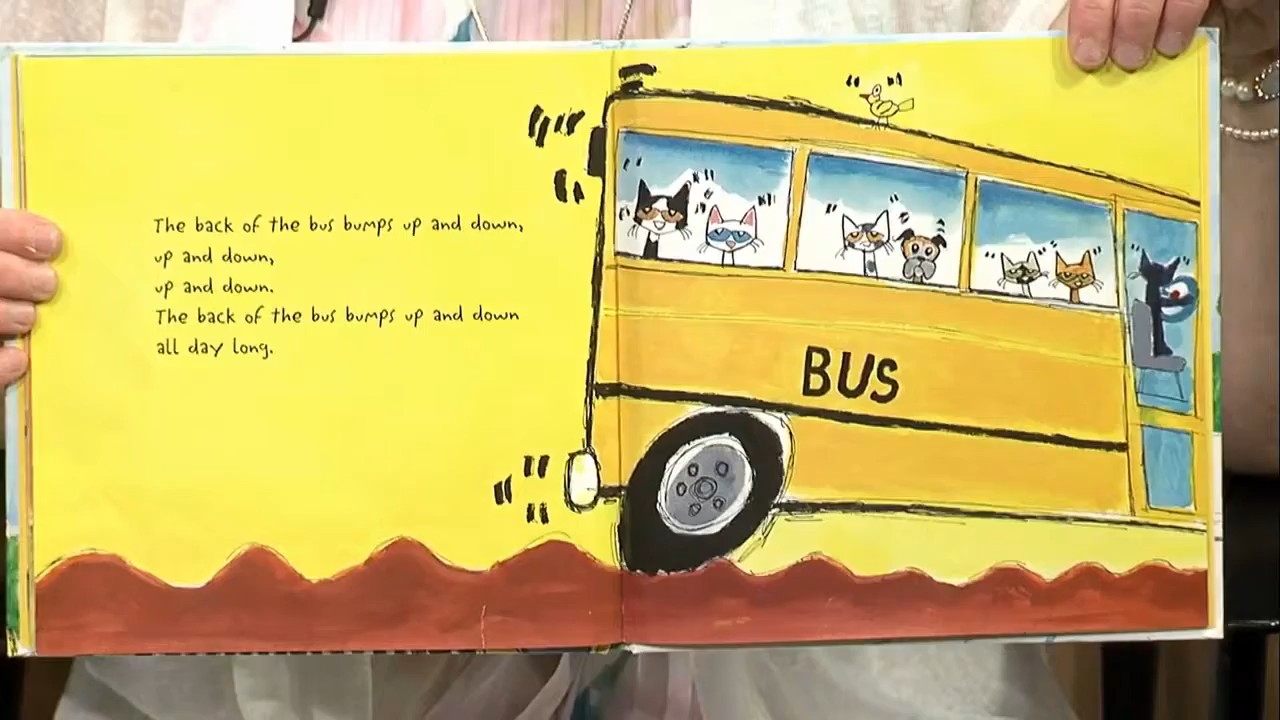 The back of the bus bumps up and down,
up and down,
up and down.
The back of the bus bumps up and down
all day long.
BUS